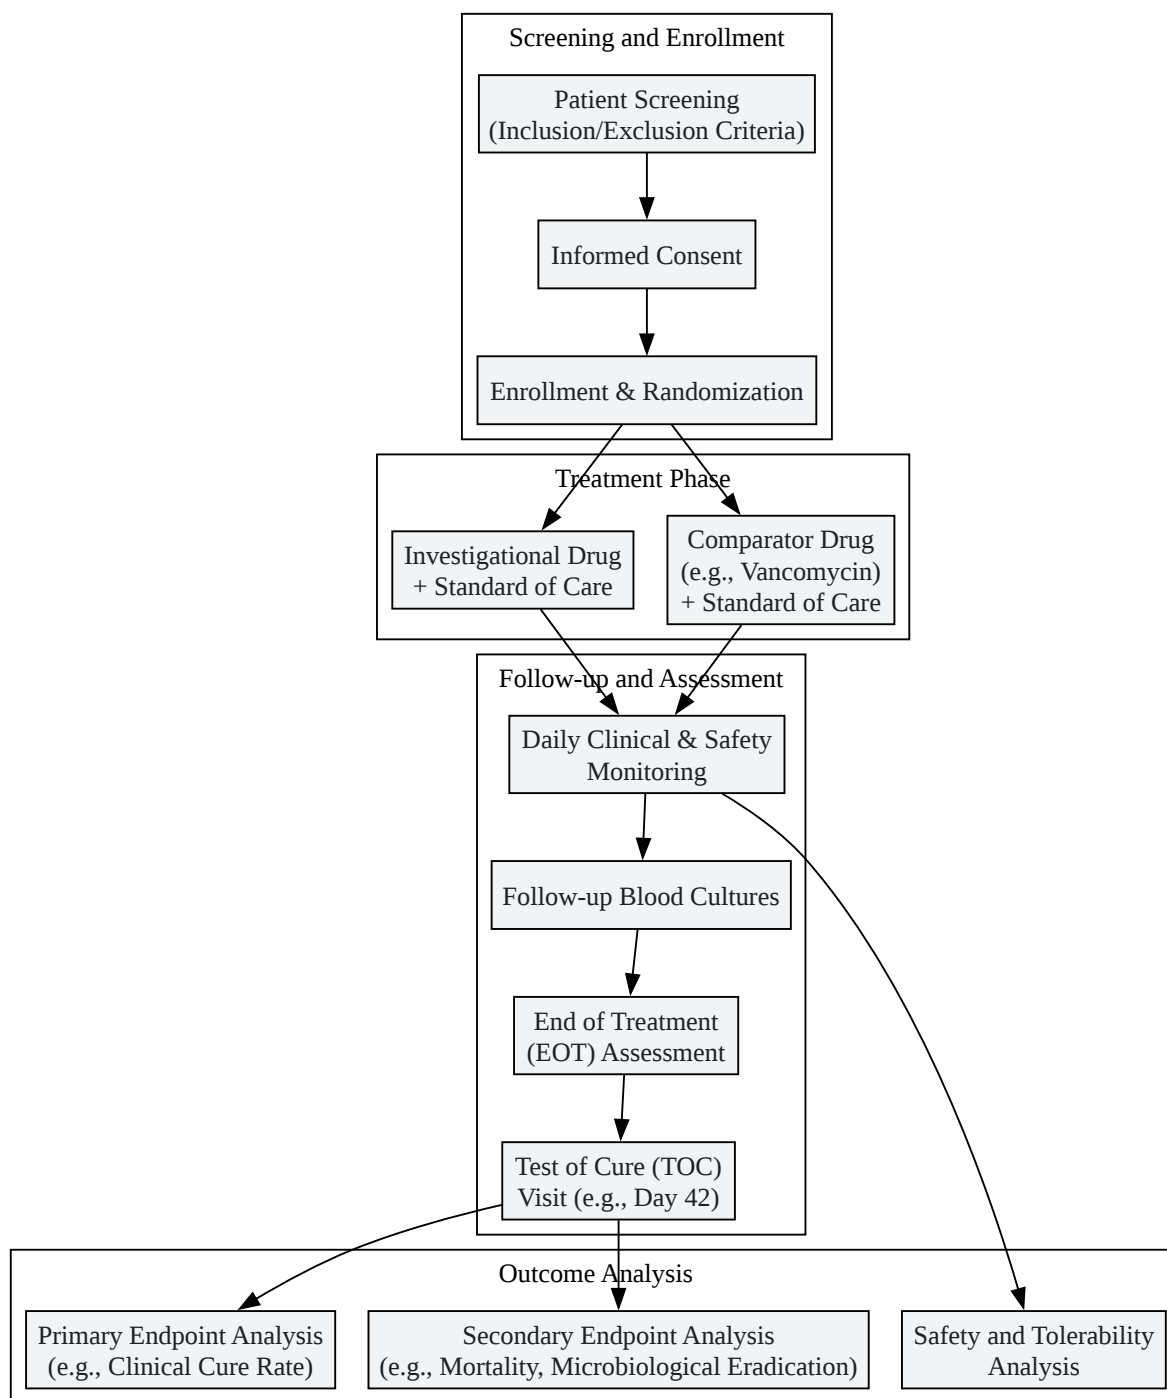 Screening and Enrollment
Patient Screening
(Inclusion/Exclusion Criteria)
Informed Consent
Enrollment & Randomization
Treatment Phase
Investigational Drug
+ Standard of Care
Comparator Drug
(e.g., Vancomycin)
+ Standard of Care
Follow-up and Assessment
Daily Clinical & Safety
Monitoring
Follow-up Blood Cultures
End of Treatment
(EOT) Assessment
Test of Cure (TOC)
Visit (e.g., Day 42)
Outcome Analysis
Primary Endpoint Analysis
(e.g., Clinical Cure Rate)
Secondary Endpoint Analysis
(e.g., Mortality, Microbiological Eradication)
Safety and Tolerability
Analysis